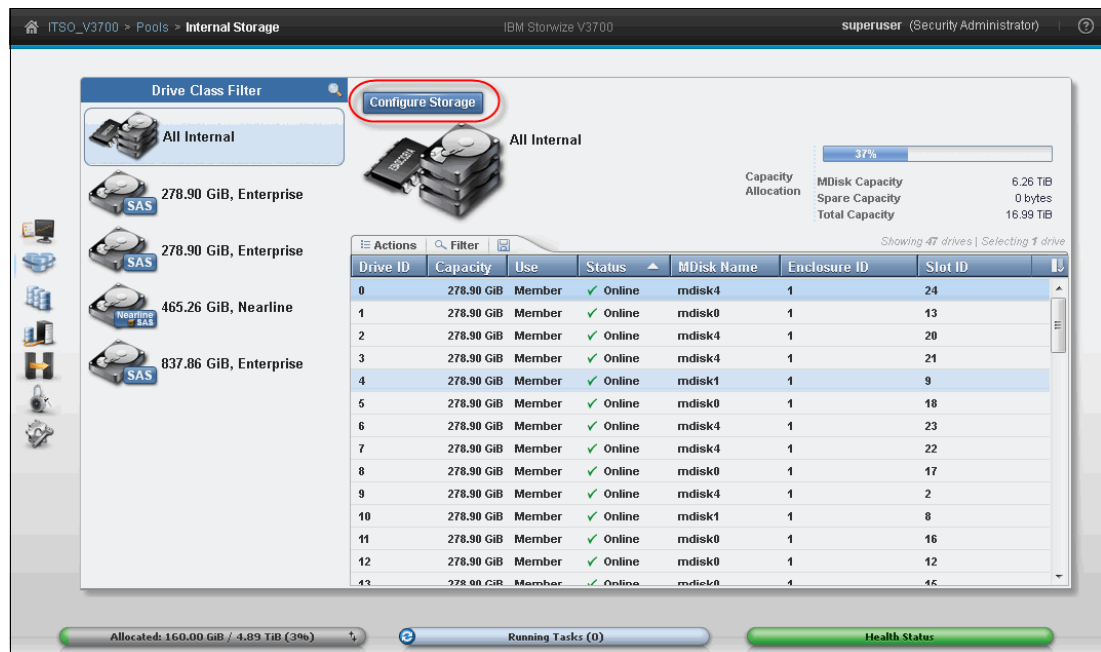 ITSO_V3700 > Pools > Internal Storage
IBM Storwize V3700
superuser (Security Administrator)
Drive Class Filter
All Internal
SAS 278.90 GiB, Enterprise
SAS 278.90 GiB, Enterprise
Nearline SAS 465.26 GiB, Nearline
SAS 837.86 GiB, Enterprise
Configure Storage
All Internal
37%
Capacity Allocation
MDisk Capacity 6.26 TiB
Spare Capacity 0 bytes
Total Capacity 16.99 TiB
Actions Filter
Showing 47 drives | Selecting 1 drive
Drive ID Capacity Use Status MDisk Name Enclosure ID Slot ID
0 278.90 GiB Member Online mdisk4 1 24
1 278.90 GiB Member Online mdisk0 1 13
2 278.90 GiB Member Online mdisk4 1 20
3 278.90 GiB Member Online mdisk4 1 21
4 278.90 GiB Member Online mdisk1 1 9
5 278.90 GiB Member Online mdisk0 1 18
6 278.90 GiB Member Online mdisk4 1 23
7 278.90 GiB Member Online mdisk4 1 22
8 278.90 GiB Member Online mdisk0 1 17
9 278.90 GiB Member Online mdisk4 1 2
10 278.90 GiB Member Online mdisk1 1 8
11 278.90 GiB Member Online mdisk0 1 16
12 278.90 GiB Member Online mdisk0 1 12
13 278.90 GiB Member Online mdisk0 1 15
Allocated: 160.00 GiB / 4.89 TiB (3%)
Running Tasks (0)
Health Status